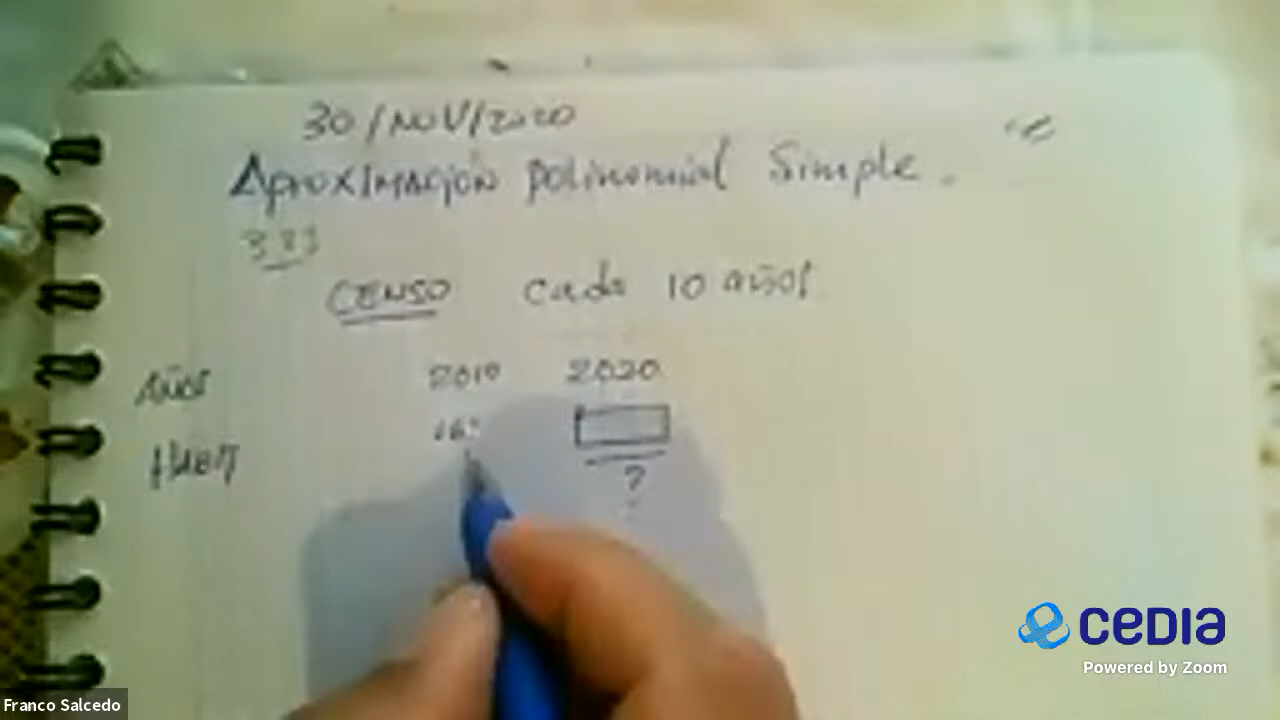 30/NOV/2020
Aproximación Polinomial Simple.
CENSO cada 10 años
Años 2010 2020
?
CEDIA
Powered by Zoom
Franco Salcedo